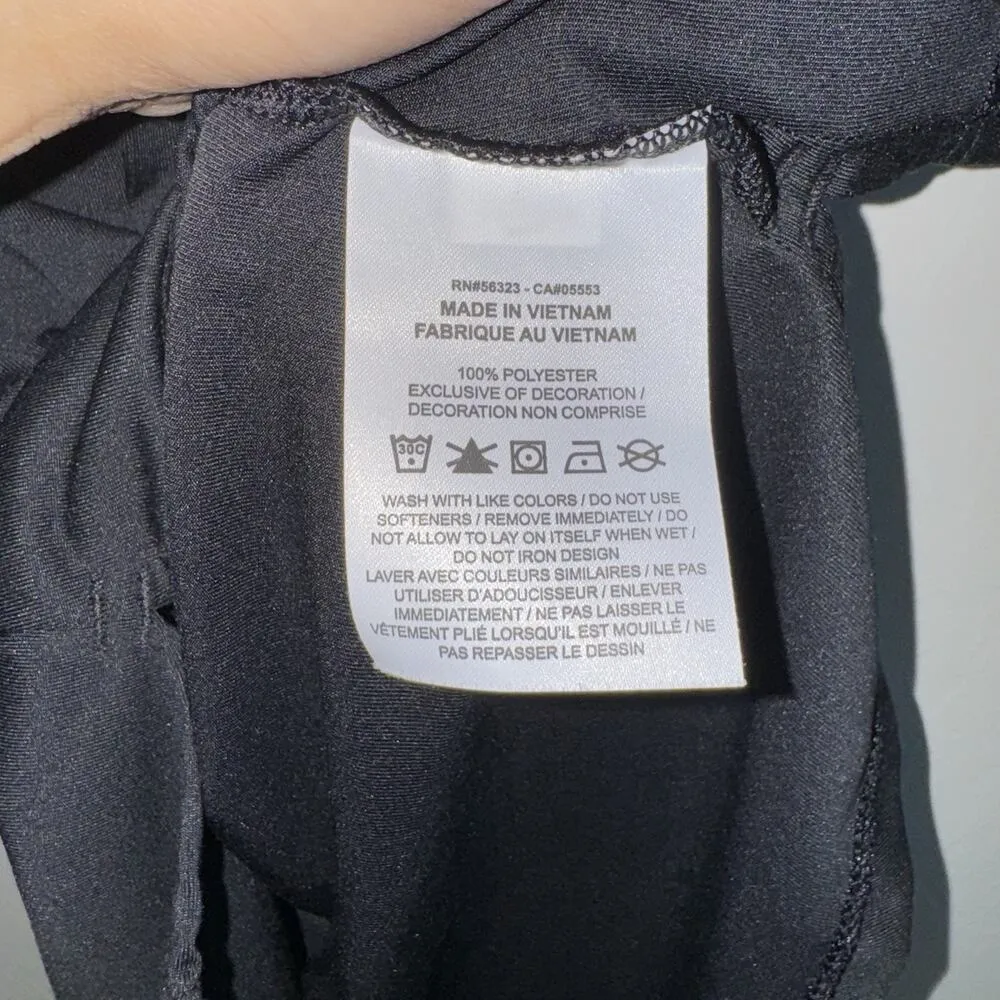 RN#56323 - CA#05553
MADE IN VIETNAM
FABRIQUE AU VIETNAM
100% POLYESTER
EXCLUSIVE OF DECORATION /
DECORATION NON COMPRISE
30C
WASH WITH LIKE COLORS / DO NOT USE
SOFTENERS / REMOVE IMMEDIATELY / DO
NOT ALLOW TO LAY ON ITSELF WHEN WET /
DO NOT IRON DESIGN
LAVER AVEC COULEURS SIMILAIRES / NE PAS
UTILISER D'ADOUCISSEUR / ENLEVER
IMMEDIATEMENT / NE PAS LAISSER LE
VÊTEMENT PLIÉ LORSQU'IL EST MOUILLÉ / NE
PAS REPASSER LE DESSIN